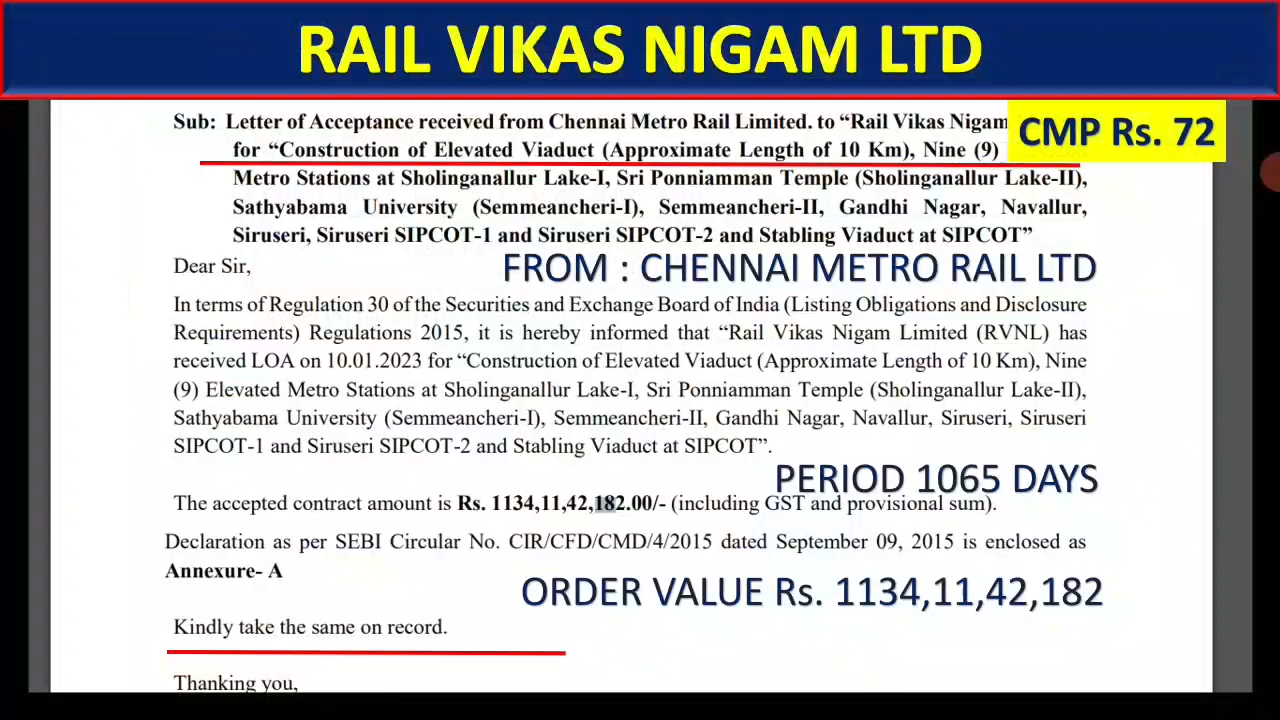 RAIL VIKAS NIGAM LTD
Sub: Letter of Acceptance received from Chennai Metro Rail Limited. to “Rail Vikas Nigam
CMP Rs. 72
for “Construction of Elevated Viaduct (Approximate Length of 10 Km), Nine (9)
Metro Stations at Sholinganallur Lake-I, Sri Ponniamman Temple (Sholinganallur Lake-II),
Sathyabama University (Semmeancheri-I), Semmeancheri-II, Gandhi Nagar, Navallur,
Siruseri, Siruseri SIPCOT-1 and Siruseri SIPCOT-2 and Stabling Viaduct at SIPCOT”
Dear Sir,
FROM : CHENNAI METRO RAIL LTD
In terms of Regulation 30 of the Securities and Exchange Board of India (Listing Obligations and Disclosure
Requirements) Regulations 2015, it is hereby informed that “Rail Vikas Nigam Limited (RVNL) has
received LOA on 10.01.2023 for “Construction of Elevated Viaduct (Approximate Length of 10 Km), Nine
(9) Elevated Metro Stations at Sholinganallur Lake-I, Sri Ponniamman Temple (Sholinganallur Lake-II),
Sathyabama University (Semmeancheri-I), Semmeancheri-II, Gandhi Nagar, Navallur, Siruseri, Siruseri
SIPCOT-1 and Siruseri SIPCOT-2 and Stabling Viaduct at SIPCOT”.
PERIOD 1065 DAYS
The accepted contract amount is Rs. 1134,11,42,182.00/- (including GST and provisional sum).
Declaration as per SEBI Circular No. CIR/CFD/CMD/4/2015 dated September 09, 2015 is enclosed as
Annexure- A
ORDER VALUE Rs. 1134,11,42,182
Kindly take the same on record.
Thanking you,